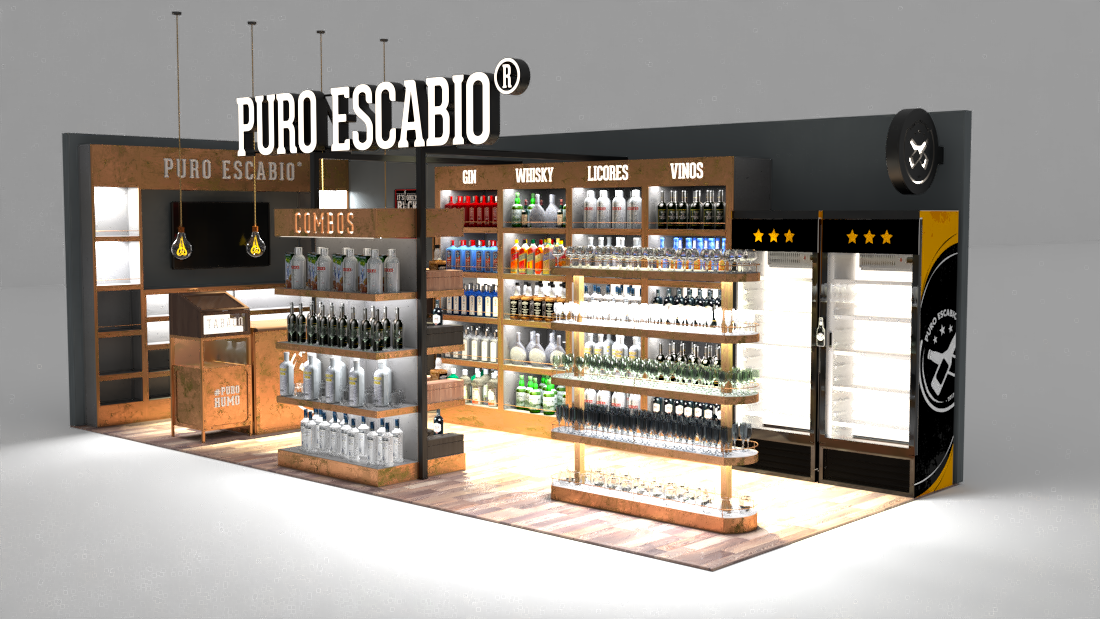 PURO ESCABIO®
PURO ESCABIO®
GIN
WHISKY
LICORES
VINOS
COMBOS
#PURO
HUMO
PURO ESCABIO